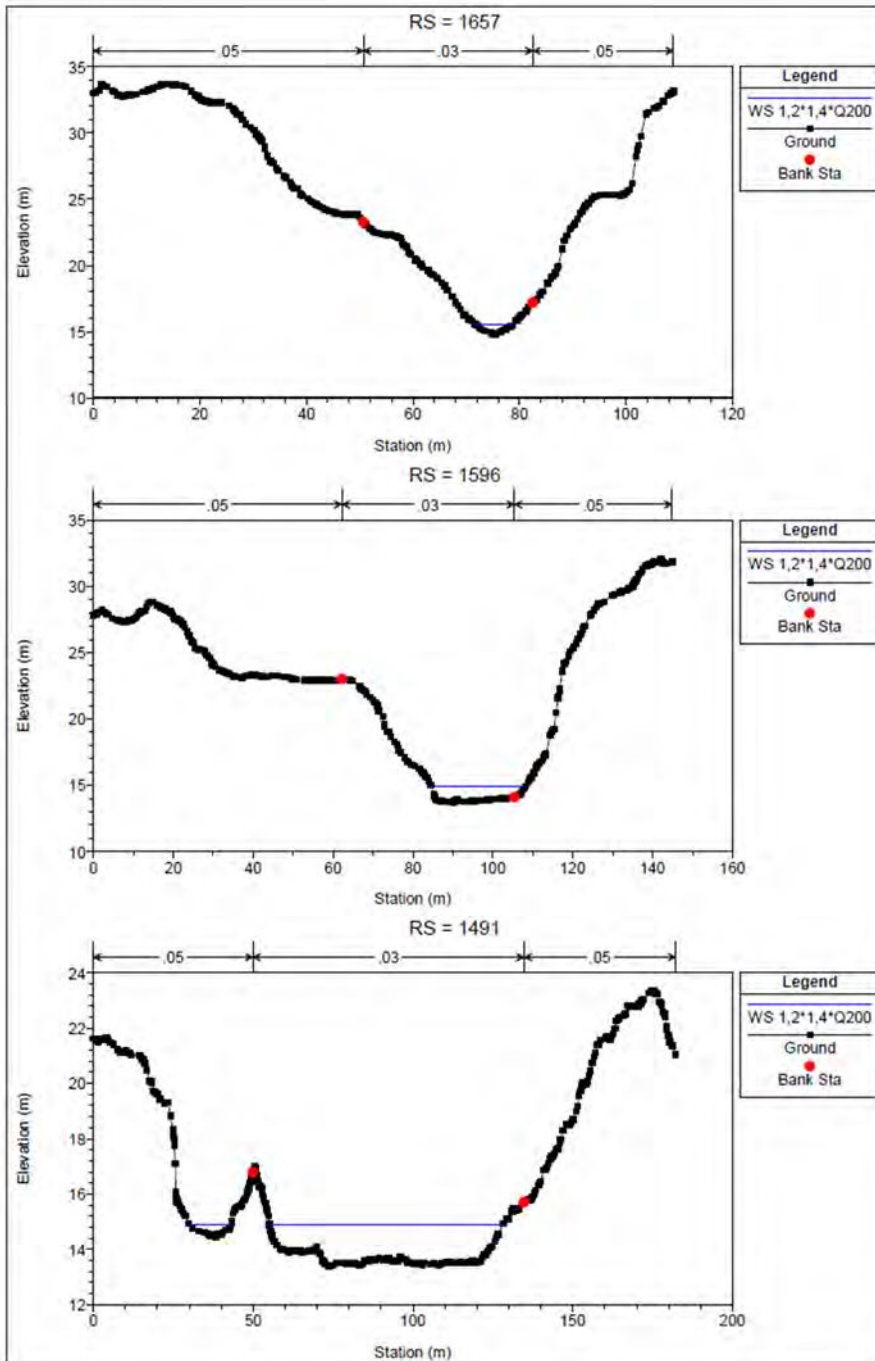 RS = 1657
.05 .03 .05
35
30
25
20
15
10
Elevation (m)
0 20 40 60 80 100 120
Station (m)
Legend
WS 1,2*1,4*Q200
Ground
Bank Sta
RS = 1596
.05 .03 .05
35
30
25
20
15
10
Elevation (m)
0 20 40 60 80 100 120 140 160
Station (m)
Legend
WS 1,2*1,4*Q200
Ground
Bank Sta
RS = 1491
.05 .03 .05
24
22
20
18
16
14
12
Elevation (m)
0 50 100 150 200
Station (m)
Legend
WS 1,2*1,4*Q200
Ground
Bank Sta